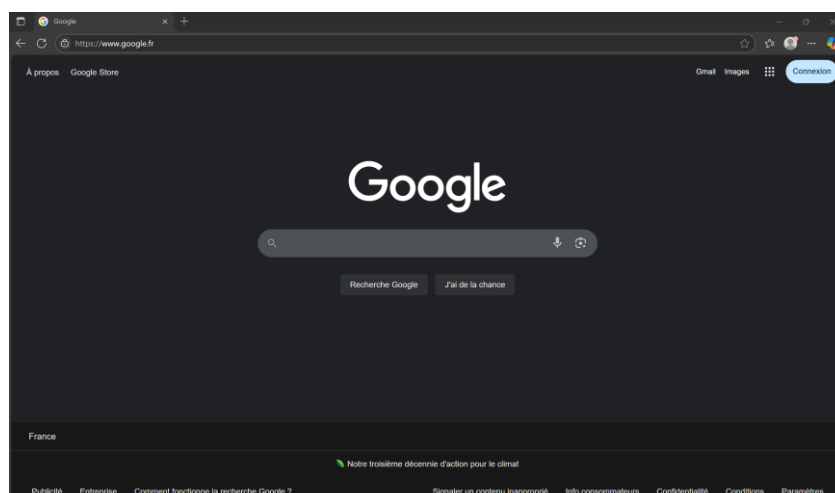 Google
https://www.google.fr
À propos Google Store Gmail Images Connexion
Google
Recherche Google J'ai de la chance
France
Notre troisième décennie d'action pour le climat
Publicité Entreprise Comment fonctionne la recherche Google ? Signaler un contenu inapproprié Info consommateurs Confidentialité Conditions Paramètres